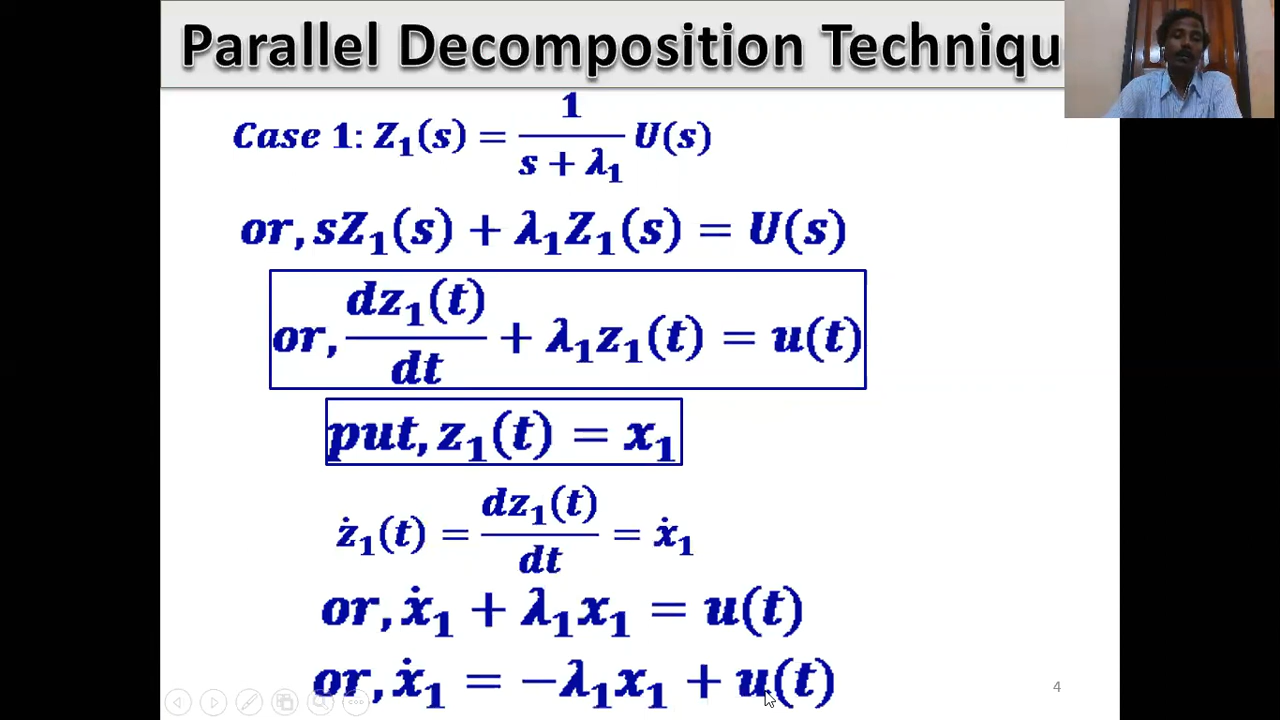 Parallel Decomposition Techniqu
Case 1: Z₁(s) = 1/(s + λ₁) U(s)
or, sZ₁(s) + λ₁Z₁(s) = U(s)
or, dz₁(t)/dt + λ₁z₁(t) = u(t)
put, z₁(t) = x₁
ż₁(t) = dz₁(t)/dt = ẋ₁
or, ẋ₁ + λ₁x₁ = u(t)
or, ẋ₁ = −λ₁x₁ + u(t)
4